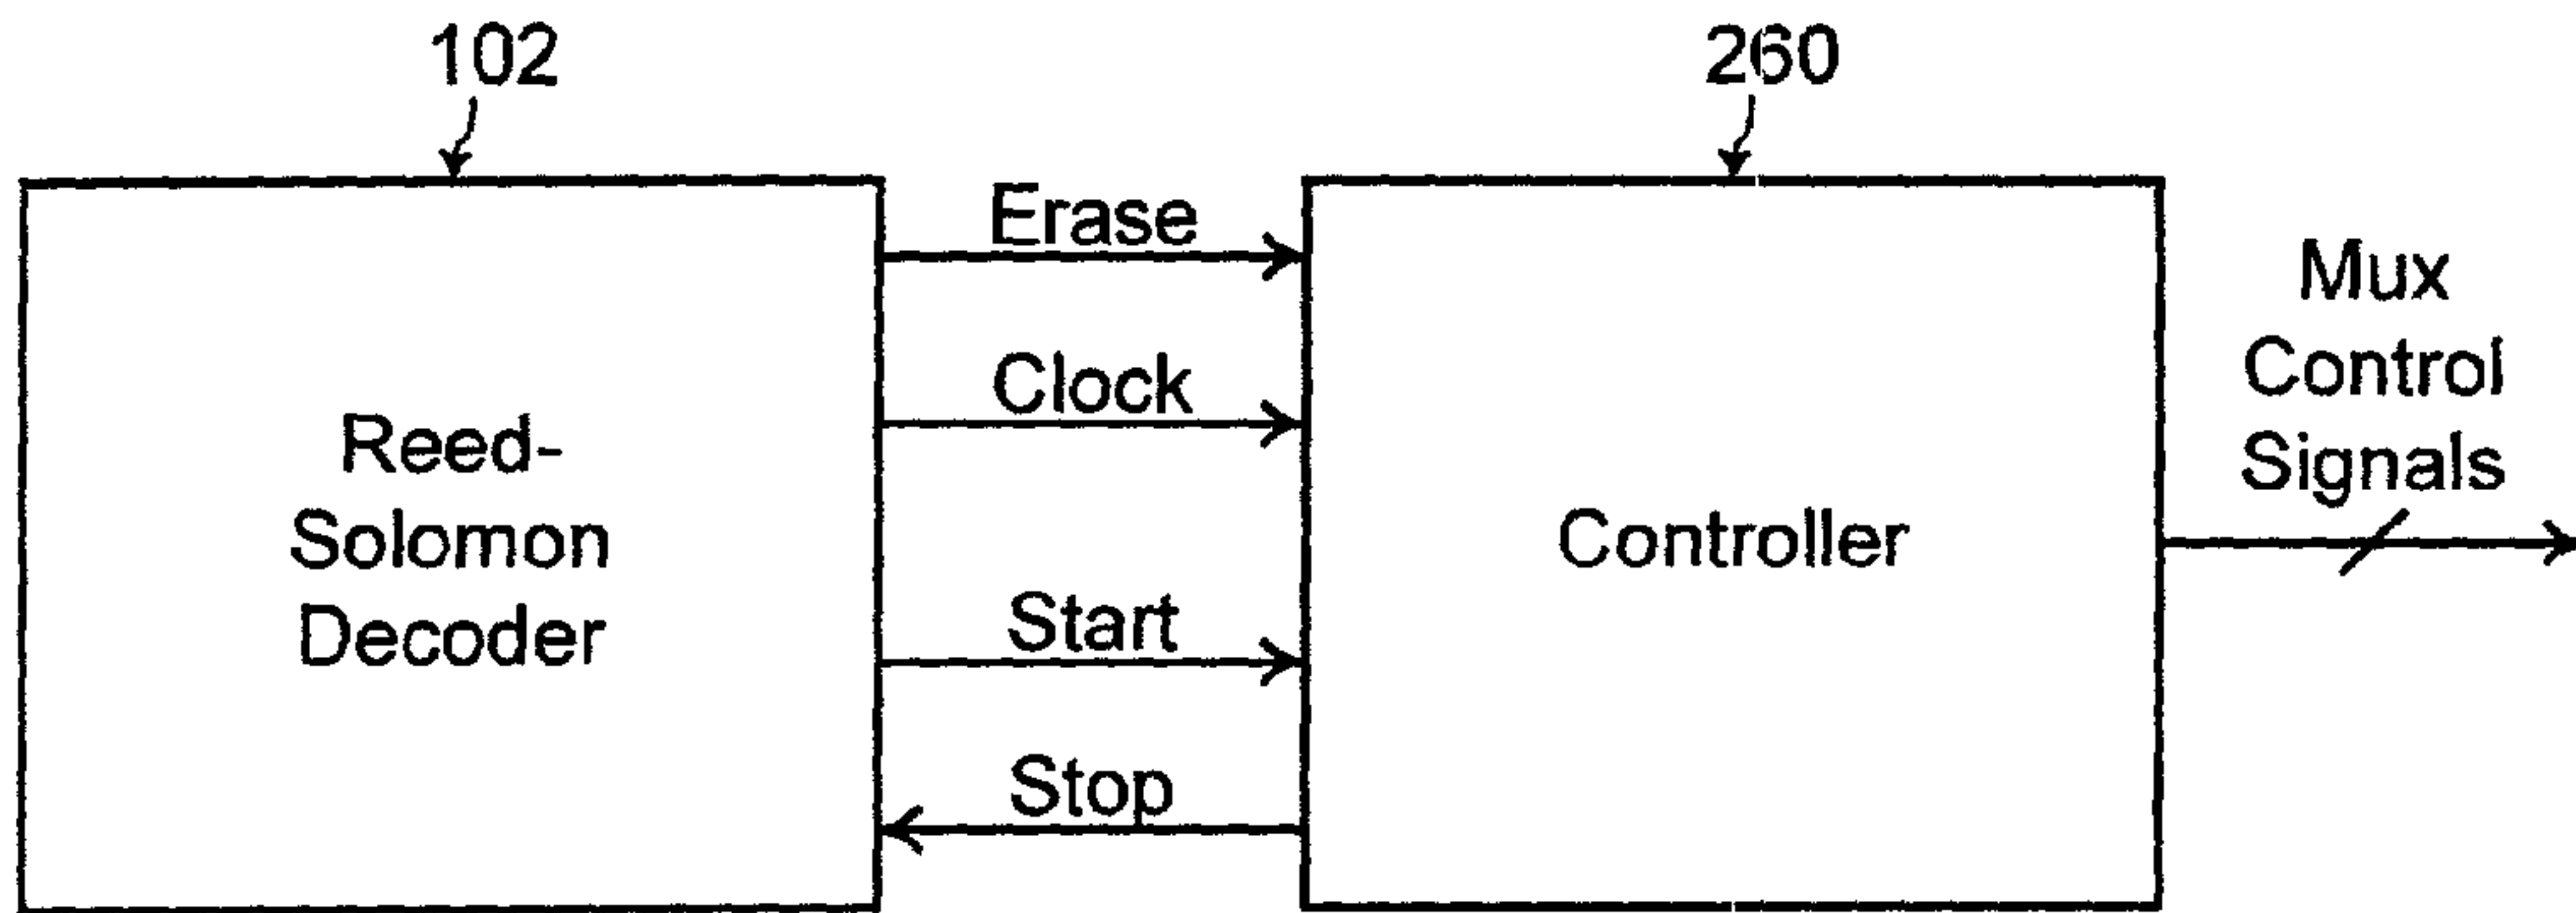 102
260
Erase
Clock
Start
Stop
Reed-
Solomon
Decoder
Controller
Mux
Control
Signals